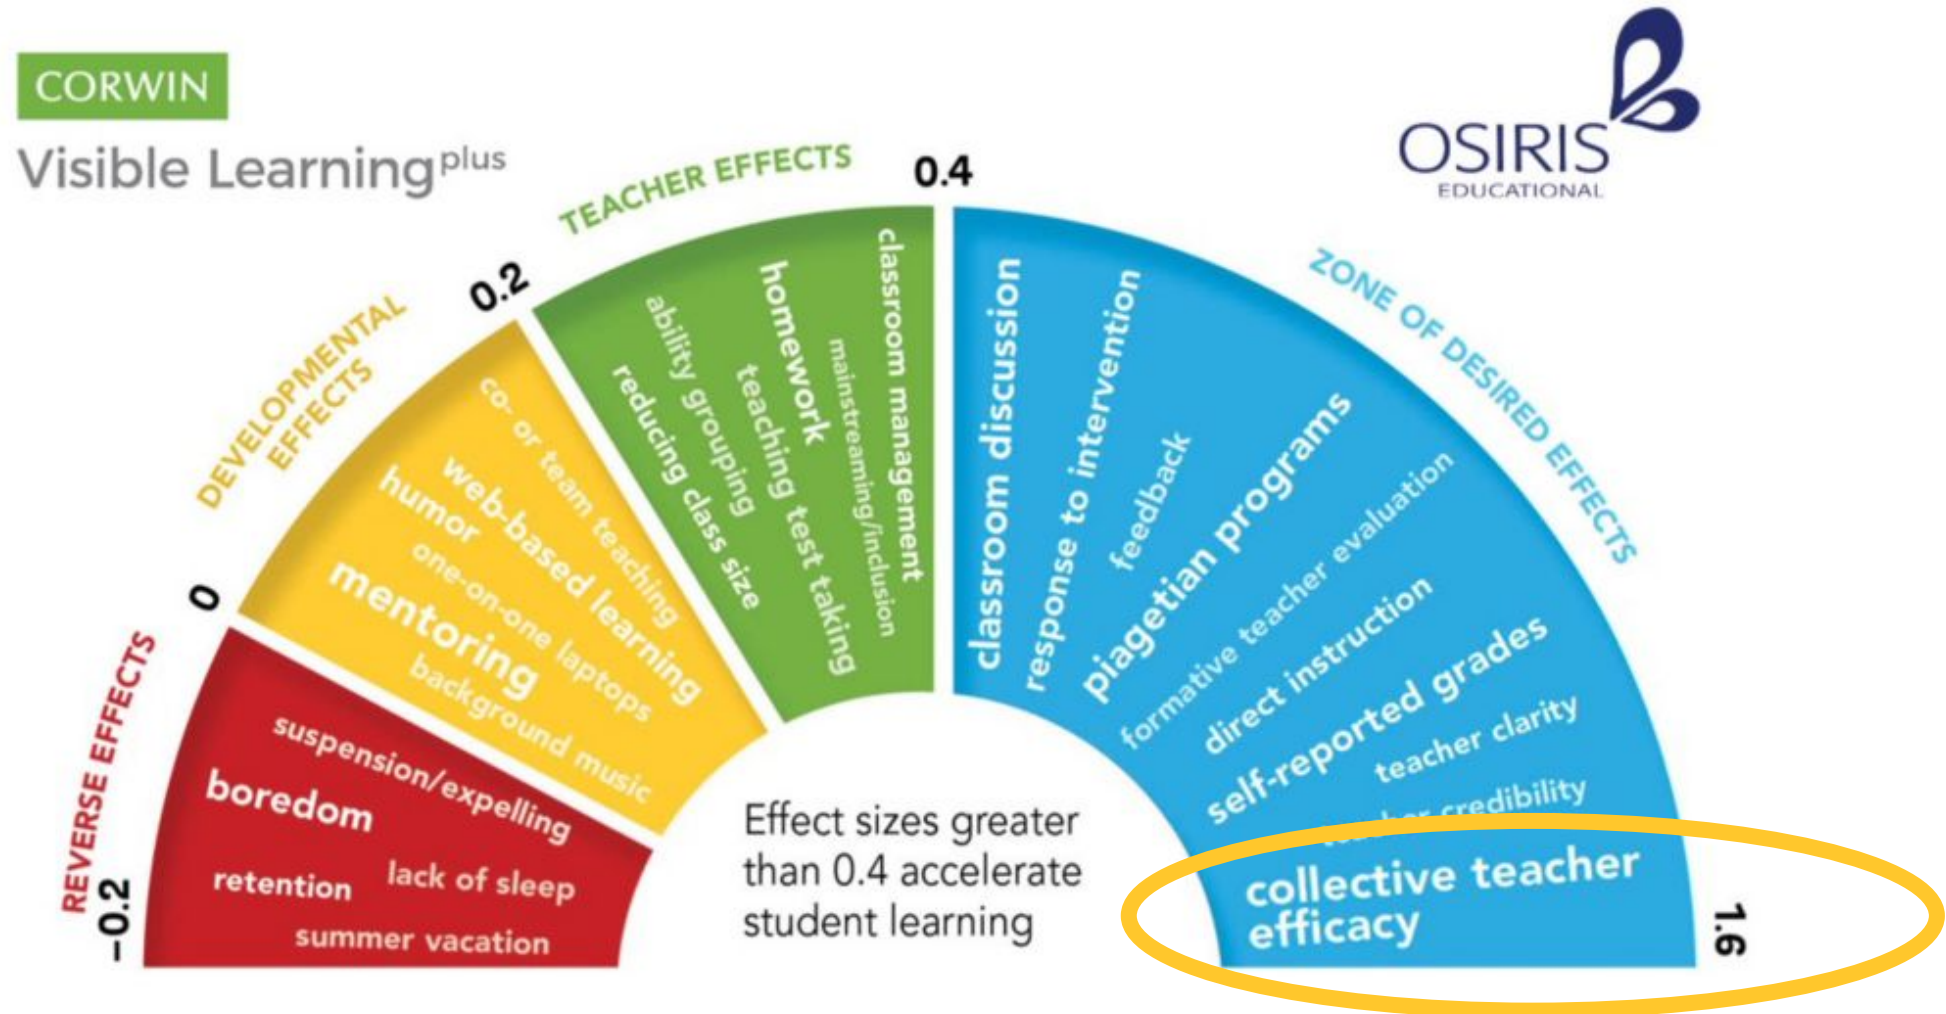 CORWIN
Visible Learning plus
OSIRIS
EDUCATIONAL
REVERSE EFFECTS
-0.2
summer vacation
retention
lack of sleep
boredom
suspension/expelling
0
DEVELOPMENTAL
EFFECTS
background music
mentoring
one-on-one laptops
humor
web-based learning
co- or team teaching
0.2
TEACHER EFFECTS
reducing class size
ability grouping
teaching test taking
homework
mainstreaming/inclusion
classroom management
0.4
ZONE OF DESIRED EFFECTS
classroom discussion
response to intervention
feedback
piagetian programs
formative teacher evaluation
direct instruction
self-reported grades
teacher clarity
credibility
collective teacher
efficacy
1.6
Effect sizes greater
than 0.4 accelerate
student learning